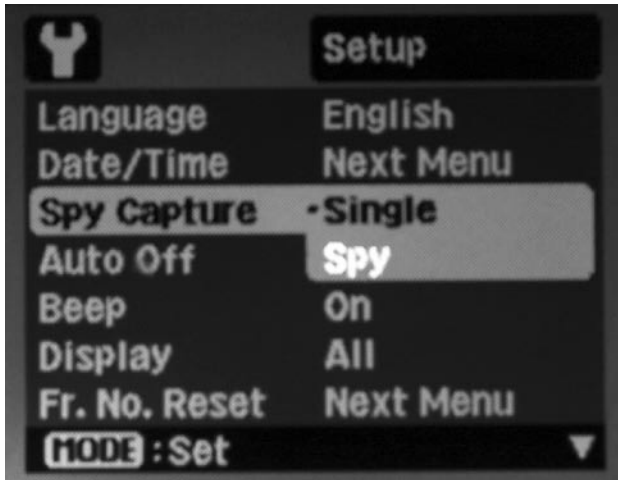 Setup
Language English
Date/Time Next Menu
Spy Capture ·Single
Auto Off Spy
Beep On
Display All
Fr. No. Reset Next Menu
MODE :Set